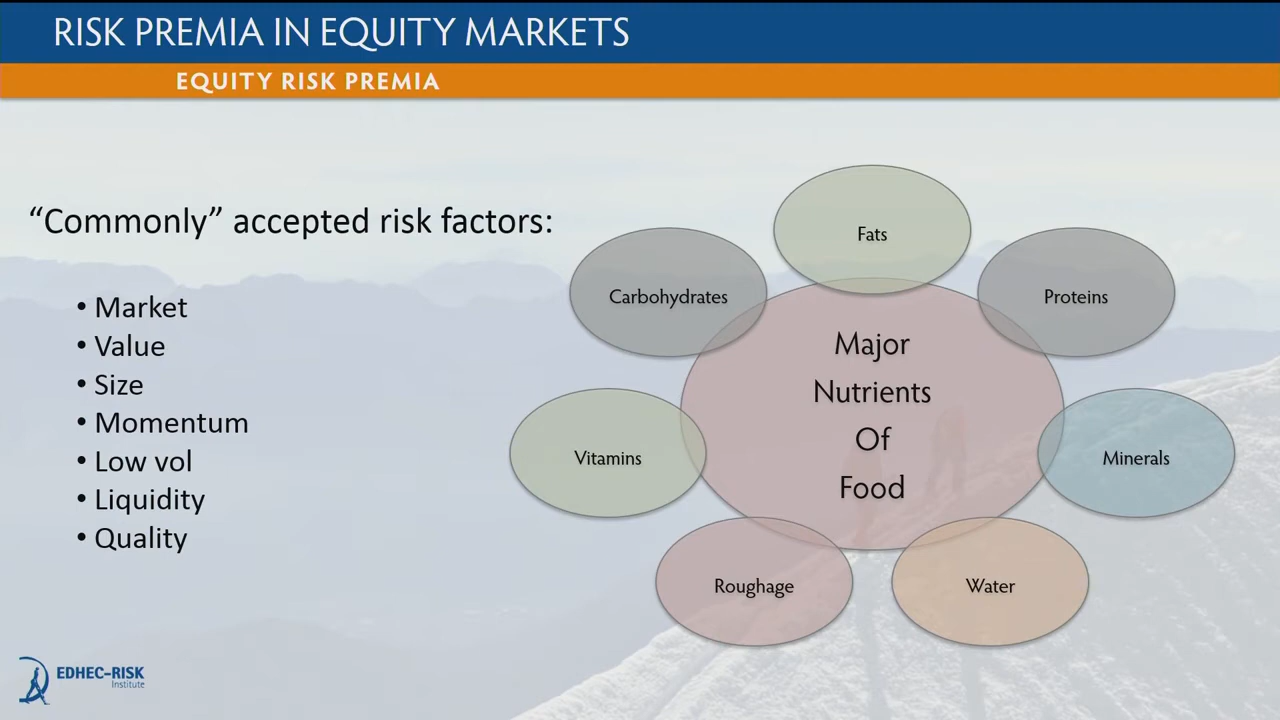 RISK PREMIA IN EQUITY MARKETS
EQUITY RISK PREMIA
“Commonly” accepted risk factors:
• Market
• Value
• Size
• Momentum
• Low vol
• Liquidity
• Quality
Fats
Carbohydrates
Proteins
Major
Nutrients
Of
Food
Vitamins
Minerals
Roughage
Water
EDHEC-RISK
Institute